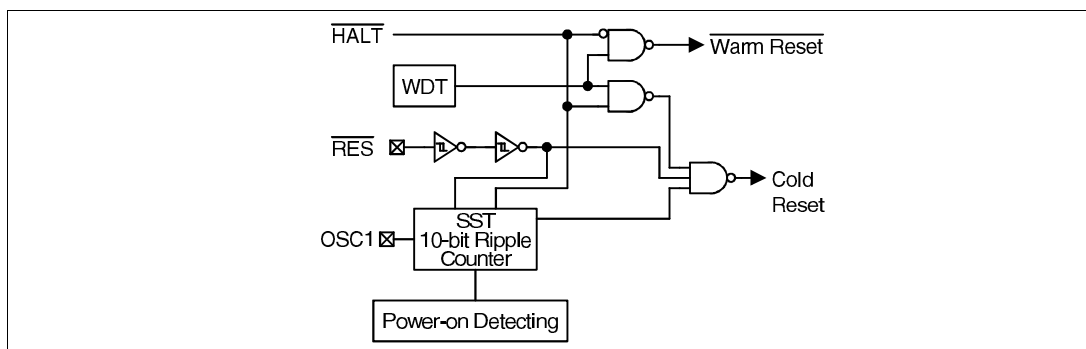 HALT
Warm Reset
WDT
RES
Cold
Reset
SST
10-bit Ripple
Counter
OSC1
Power-on Detecting